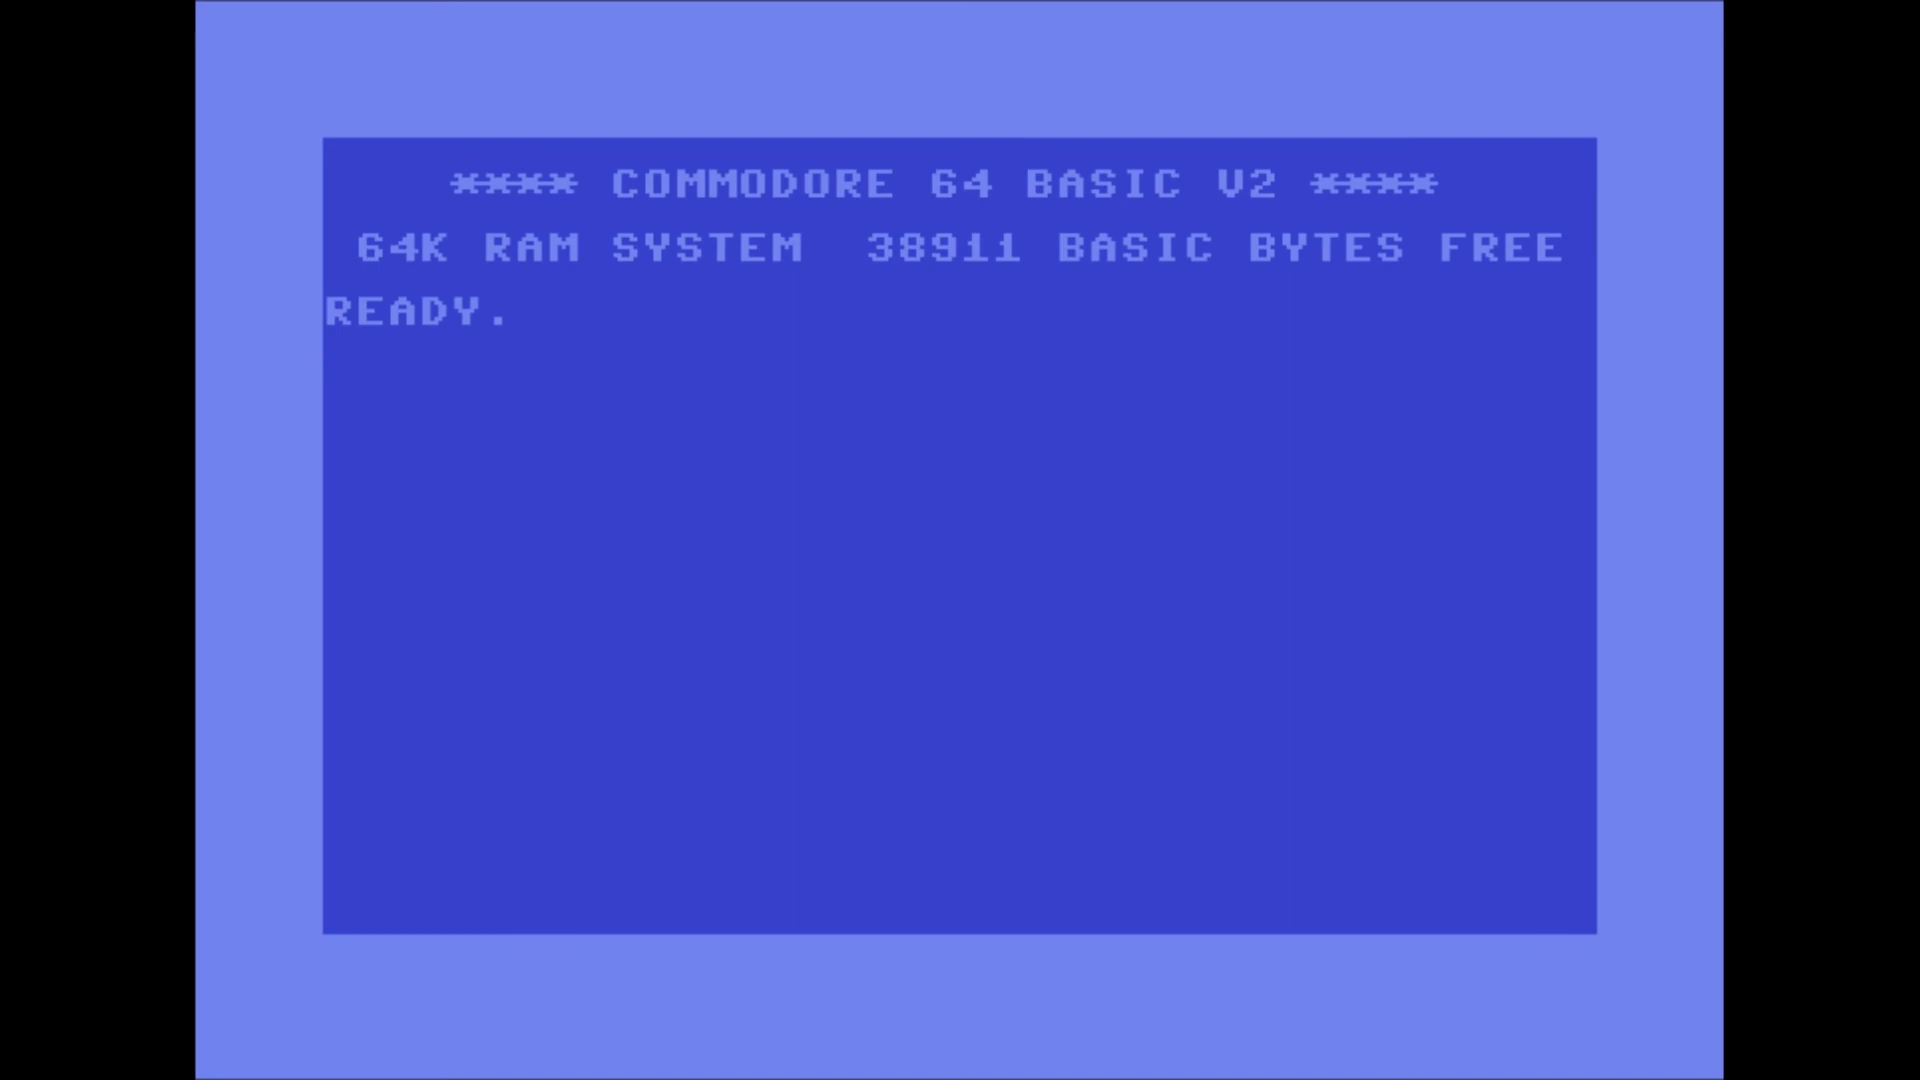 **** COMMODORE 64 BASIC V2 ****
64K RAM SYSTEM  38911 BASIC BYTES FREE
READY.